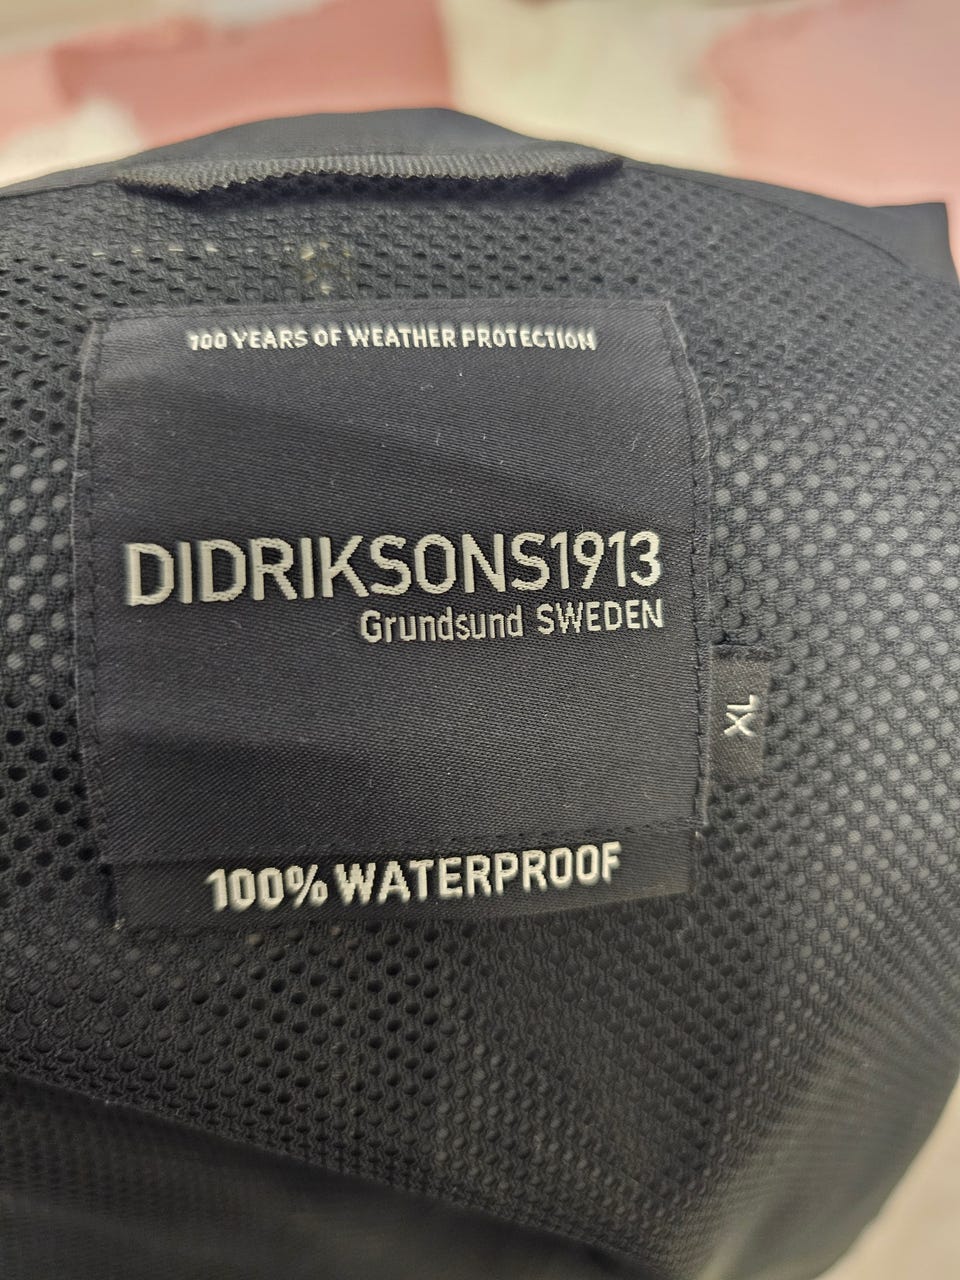 100 YEARS OF WEATHER PROTECTION
DIDRIKSONS1913
Grundsund SWEDEN
XL
100% WATERPROOF